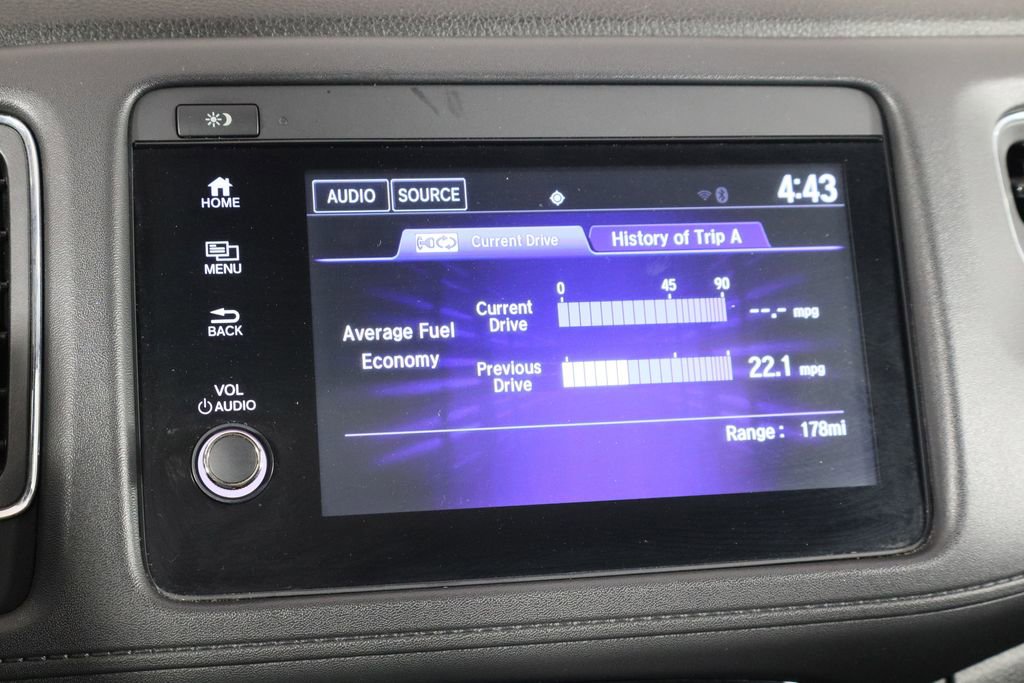 HOME
MENU
BACK
VOL
AUDIO
AUDIO SOURCE 4:43
Current Drive History of Trip A
Average Fuel
Economy
Current
Drive
0 45 90
--.- mpg
Previous
Drive
22.1 mpg
Range: 178mi